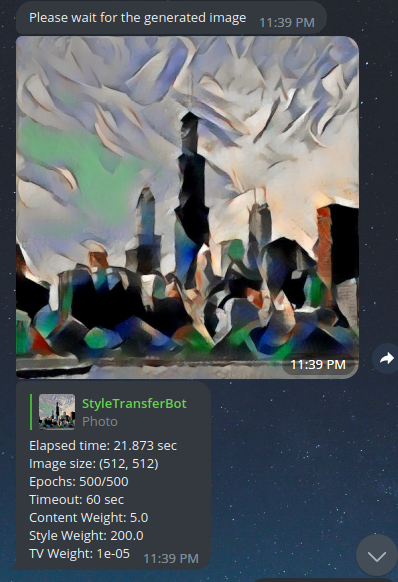 Please wait for the generated image 11:39 PM
11:39 PM
StyleTransferBot
Photo
Elapsed time: 21.873 sec
Image size: (512, 512)
Epochs: 500/500
Timeout: 60 sec
Content Weight: 5.0
Style Weight: 200.0
TV Weight: 1e-05 11:39 PM